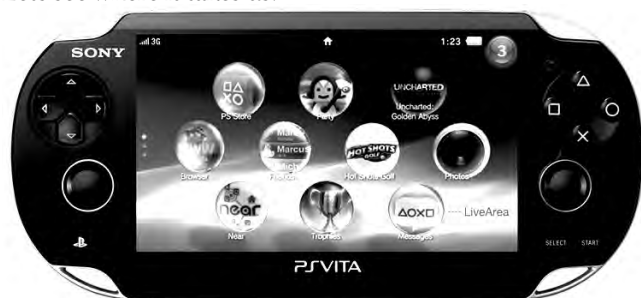 3G 1:23
3
SONY
UNCHARTED
PS Store Party Uncharted:
Golden Abyss
Marcus
HOT SHOTS
GOLF
Browser Hot Shots Golf Photos
near
Near Trophies Messages
LiveArea
SELECT START
PSVITA